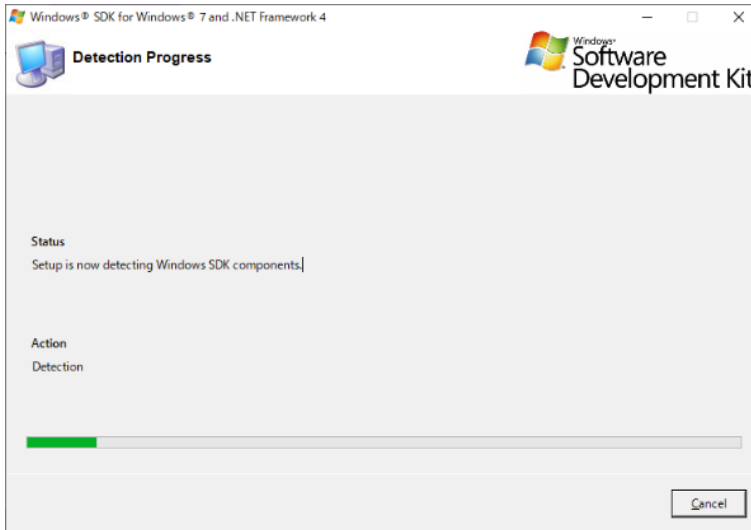 Windows® SDK for Windows® 7 and .NET Framework 4
Detection Progress
Windows®
Software
Development Kit
Status
Setup is now detecting Windows SDK components.
Action
Detection
Cancel